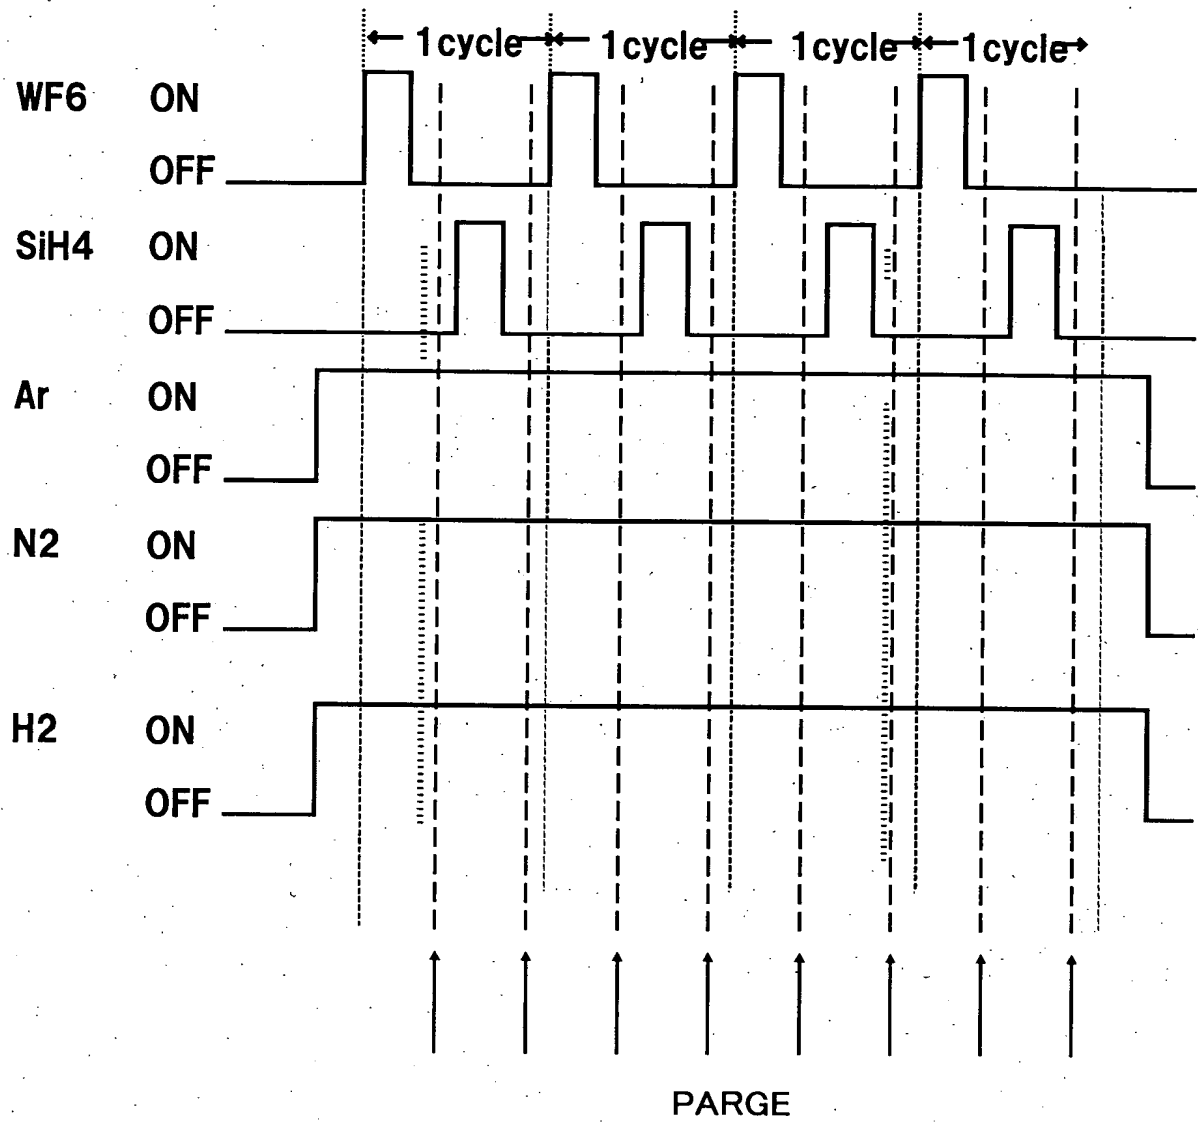 1cycle 1cycle 1cycle 1cycle
WF6 ON
OFF
SiH4 ON
OFF
Ar ON
OFF
N2 ON
OFF
H2 ON
OFF
PARGE